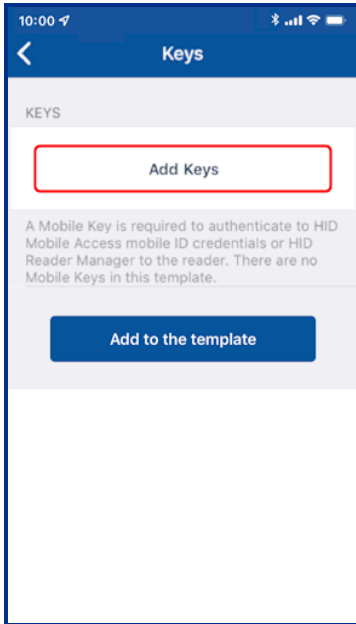 10:00
Keys
KEYS
Add Keys
A Mobile Key is required to authenticate to HID
Mobile Access mobile ID credentials or HID
Reader Manager to the reader. There are no
Mobile Keys in this template.
Add to the template